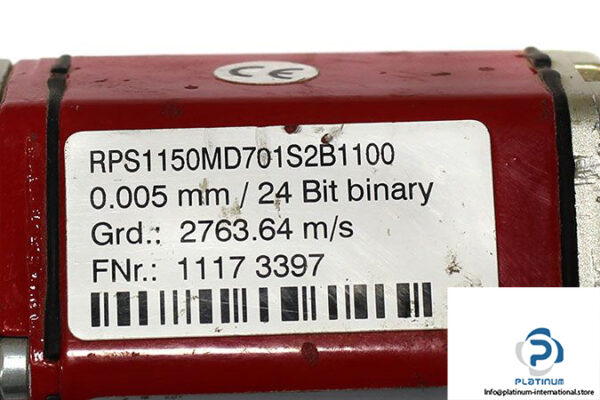 CE
RPS1150MD701S2B1100
0.005 mm / 24 Bit binary
Grd.: 2763.64 m/s
FNr.: 1117 3397
PLATINUM
Info@platinum-international.store